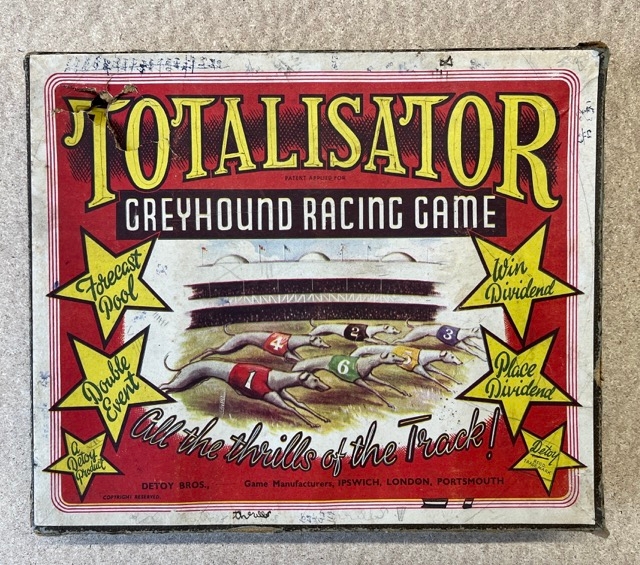 TOTALISATOR
PATENT APPLIED FOR
GREYHOUND RACING GAME
Forecast
Pool
Win
Dividend
Double
Event
Place
Dividend
4
2
3
1
6
A
Detoy
Product
All the thrills of the Track!
Detoy
DETOY BROS., Game Manufacturers, IPSWICH, LONDON, PORTSMOUTH
COPYRIGHT RESERVED.
thrills